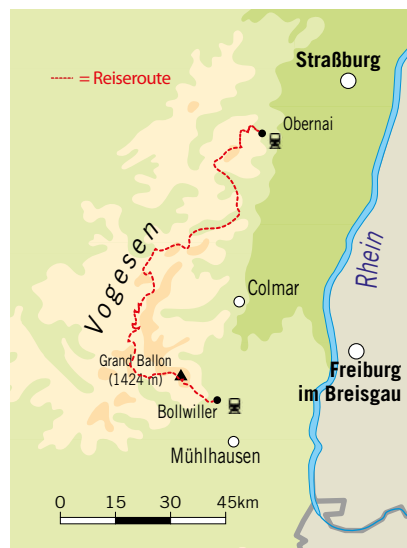 Straßburg
= Reiseroute
Obernai
Vogesen
Rhein
Colmar
Grand Ballon
(1424 m)
Freiburg
im Breisgau
Bollwiller
Mühlhausen
0 15 30 45km